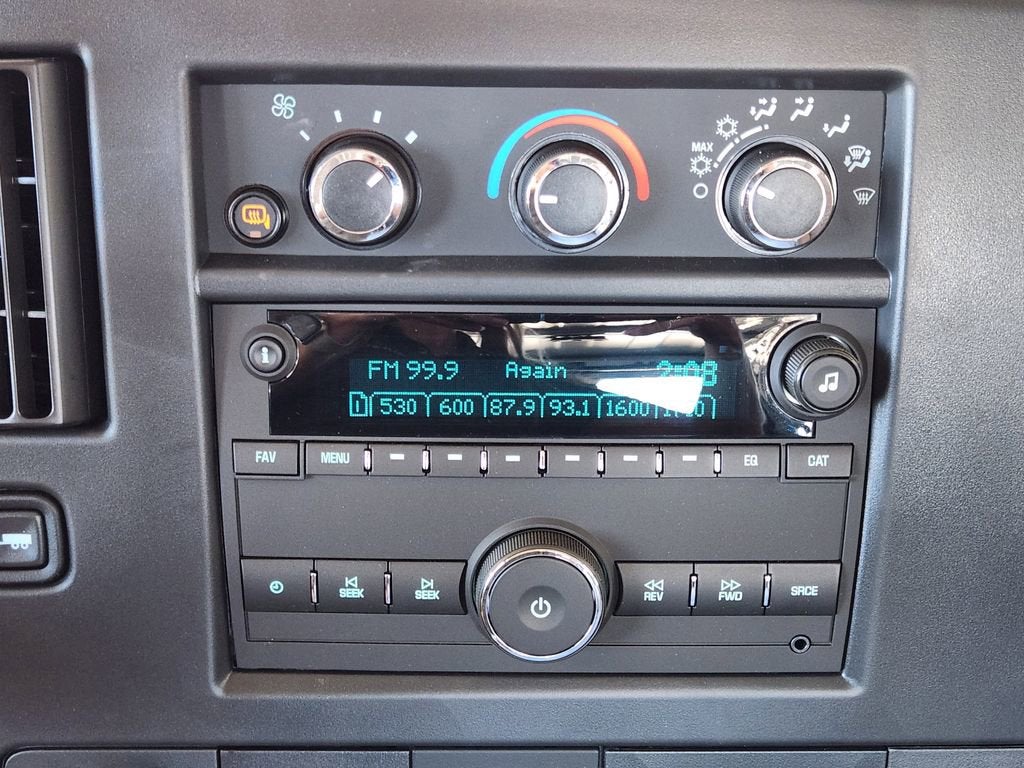 MAX
i
FM 99.9 Again
1 530 600 87.9 93.1 1600
FAV MENU EQ CAT
SEEK SEEK REV FWD SRCE